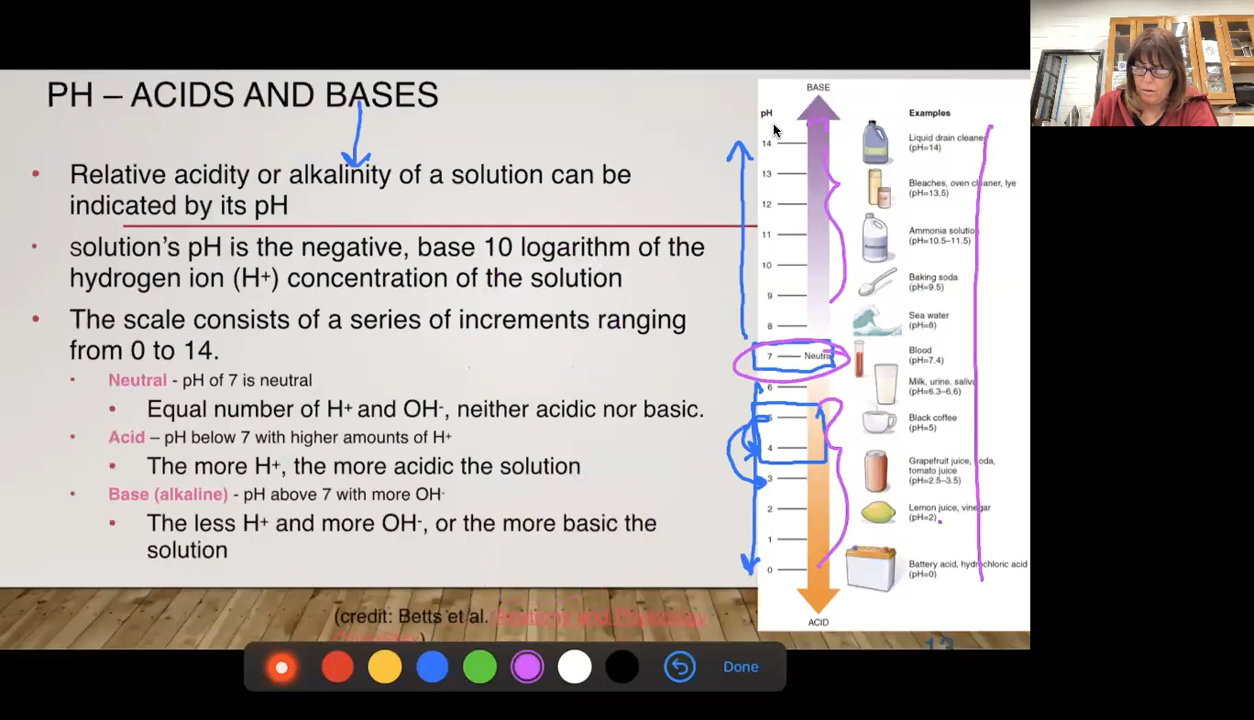 PH – ACIDS AND BASES
• Relative acidity or alkalinity of a solution can be
indicated by its pH
• solution's pH is the negative, base 10 logarithm of the
hydrogen ion (H+) concentration of the solution
• The scale consists of a series of increments ranging
from 0 to 14.
• Neutral - pH of 7 is neutral
• Equal number of H+ and OH-, neither acidic nor basic.
• Acid – pH below 7 with higher amounts of H+
• The more H+, the more acidic the solution
• Base (alkaline) - pH above 7 with more OH-
• The less H+ and more OH-, or the more basic the
solution
(credit: Betts et al. Anatomy and Physiology
)
BASE
pH
Examples
14
Liquid drain cleaner
(pH=14)
13
Bleaches, oven cleaner, lye
(pH=13.5)
12
11
Ammonia solution
(pH=10.5–11.5)
10
Baking soda
(pH=9.5)
9
8
Sea water
(pH=8)
7
Neutral
Blood
(pH=7.4)
6
Milk, urine, saliva
(pH=6.3–6.6)
5
Black coffee
(pH=5)
4
Grapefruit juice, soda,
tomato juice
(pH=2.5–3.5)
3
2
Lemon juice, vinegar
(pH=2)
1
0
Battery acid, hydrochloric acid
(pH=0)
ACID
13
Done